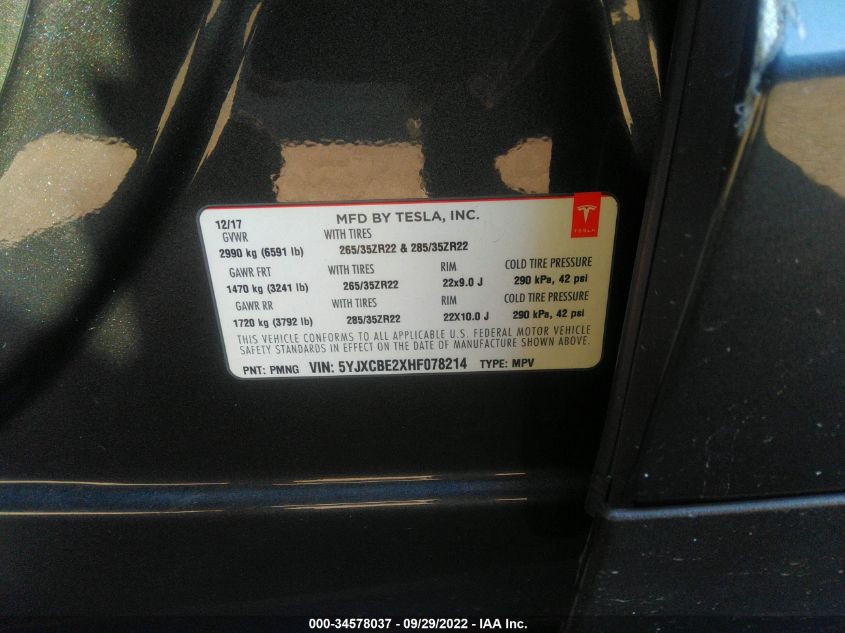 12/17 MFD BY TESLA, INC.
TESLA
GVWR WITH TIRES
2990 kg (6591 lb) 265/35ZR22 & 285/35ZR22
GAWR FRT WITH TIRES RIM COLD TIRE PRESSURE
1470 kg (3241 lb) 265/35ZR22 22x9.0 J 290 kPa, 42 psi
GAWR RR WITH TIRES RIM COLD TIRE PRESSURE
1720 kg (3792 lb) 285/35ZR22 22X10.0 J 290 kPa, 42 psi
THIS VEHICLE CONFORMS TO ALL APPLICABLE U.S. FEDERAL MOTOR VEHICLE
SAFETY STANDARDS IN EFFECT ON THE DATE OF MANUFACTURE SHOWN ABOVE.
PNT: PMNG VIN: 5YJXCBE2XHF078214 TYPE: MPV
000-34578037 - 09/29/2022 - IAA Inc.